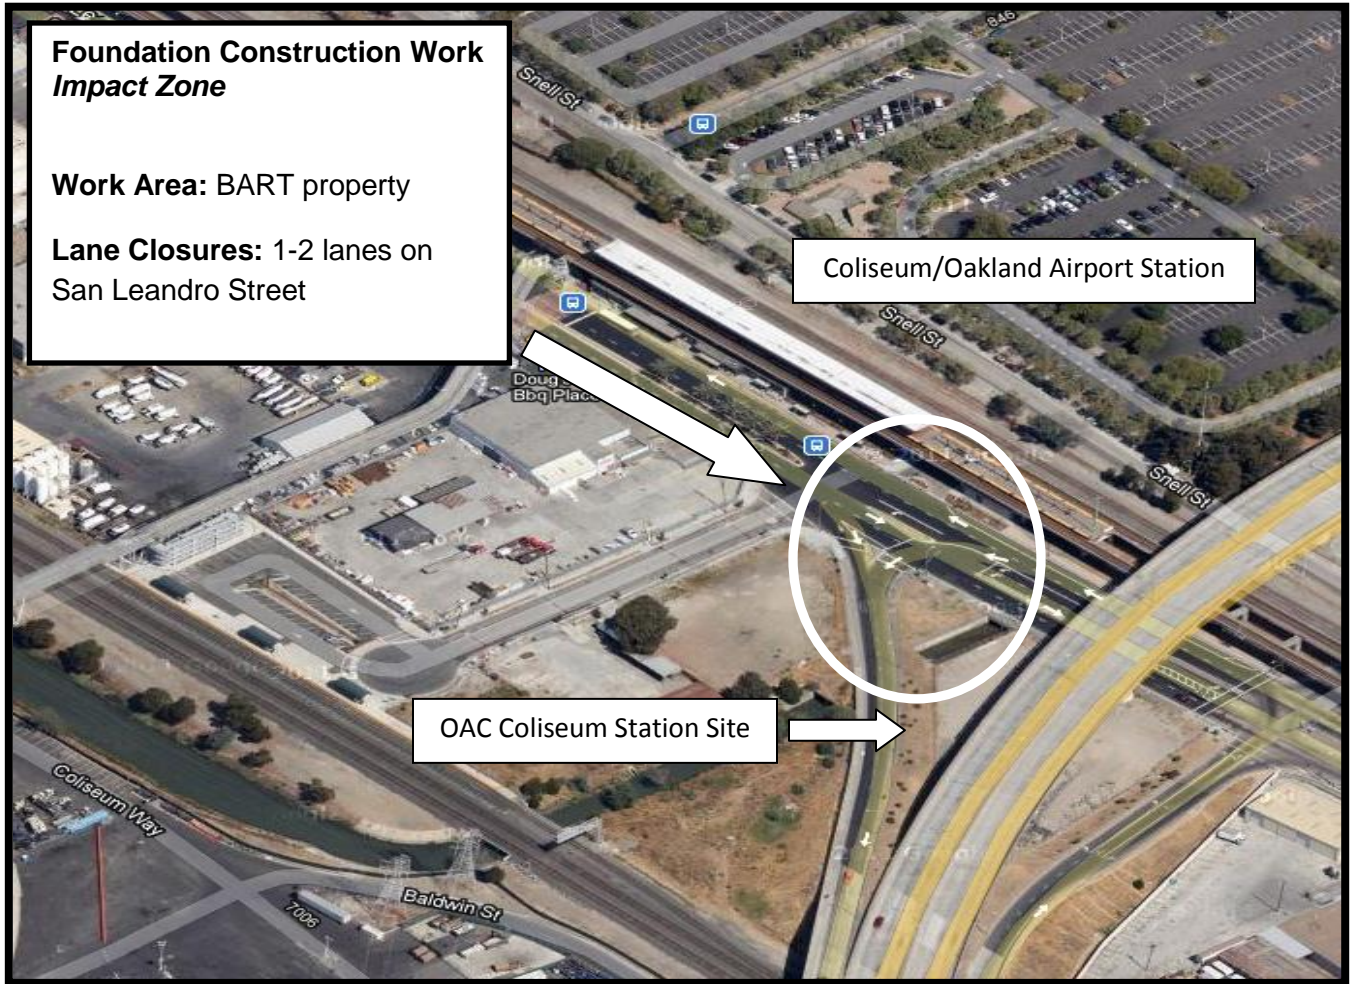 Foundation Construction Work
Impact Zone
Work Area: BART property
Lane Closures: 1-2 lanes on
San Leandro Street
846
Snell St
Coliseum/Oakland Airport Station
Snell St
Doug
Bbq Place
Snell St
OAC Coliseum Station Site
Coliseum Way
Baldwin St
7006